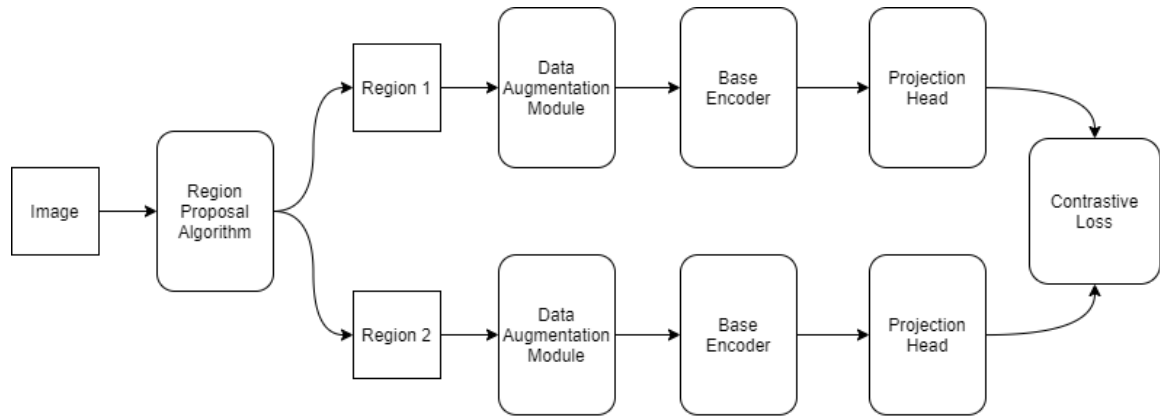 Image
Region
Proposal
Algorithm
Region 1
Data
Augmentation
Module
Base
Encoder
Projection
Head
Region 2
Data
Augmentation
Module
Base
Encoder
Projection
Head
Contrastive
Loss